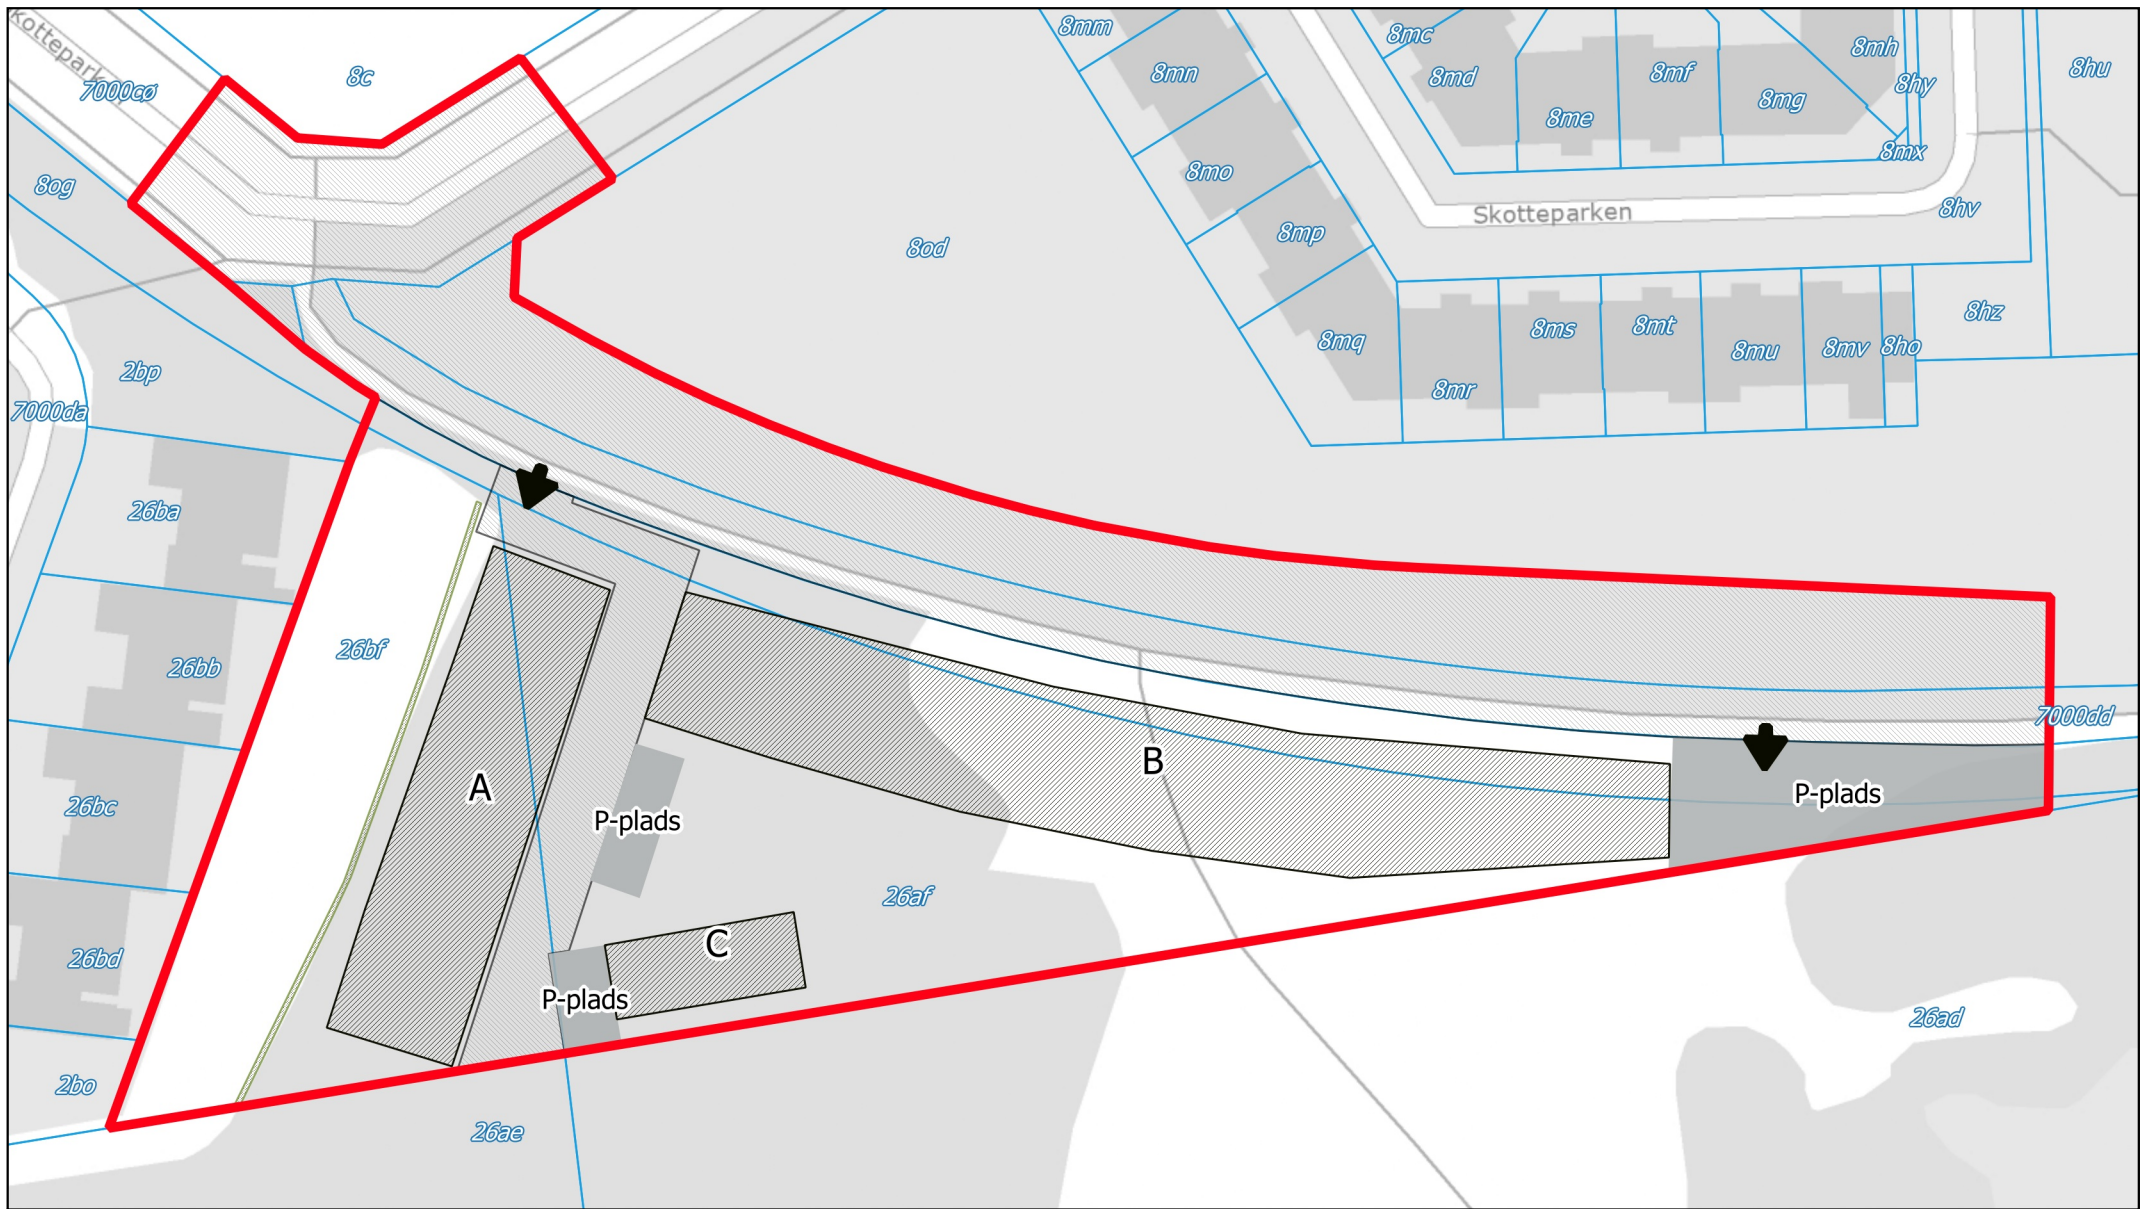 8mm
8mc
8mh
Skotteparken
7000cø
8c
8mn
8md
8mf
8hy
8hu
8mg
8me
8mx
8mo
8og
8hv
Skotteparken
8mp
8od
8hz
8mq
8ms
8mt
8mu
8mv
8ho
2bp
8mr
7000da
26ba
26bf
26bb
7000dd
B
A
P-plads
26bc
P-plads
26af
C
26bd
P-plads
26ad
2bo
26ae